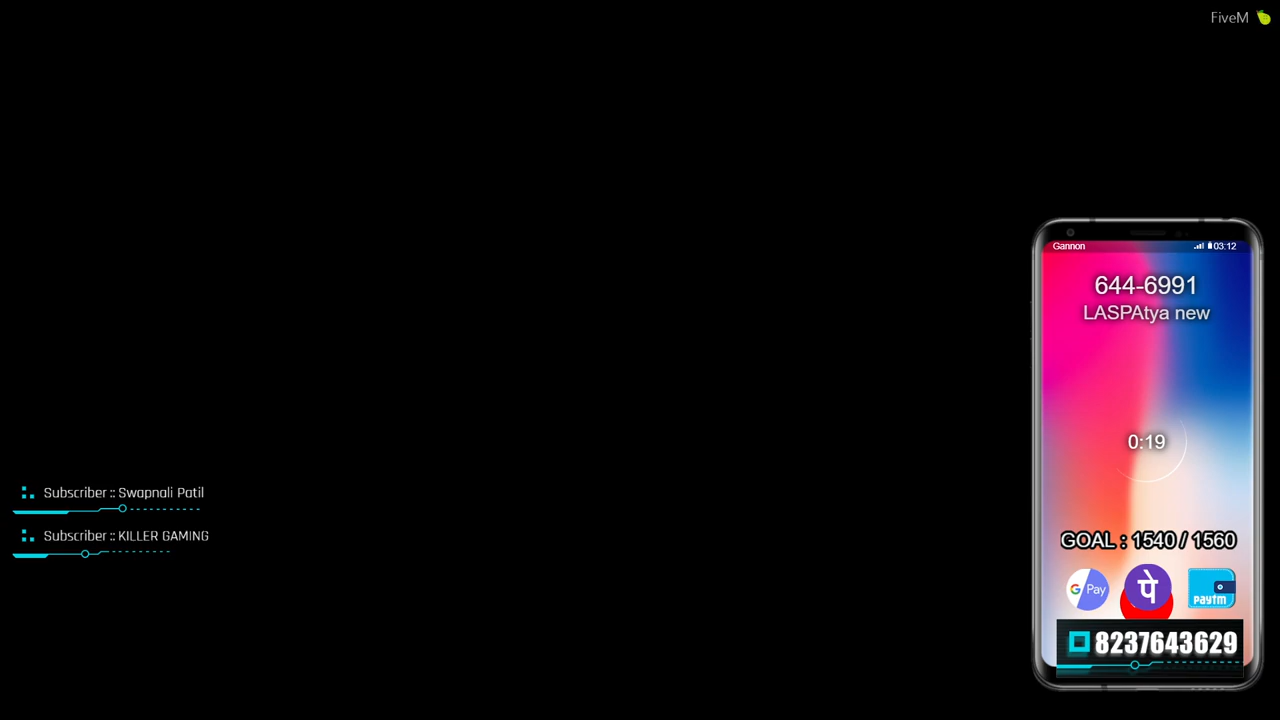 FiveM
Gannon 03:12
644-6991
LASPAtya new
0:19
Subscriber :: Swapnali Patil
Subscriber :: KILLER GAMING
GOAL : 1540 / 1560
G Pay पे paytm
8237643629